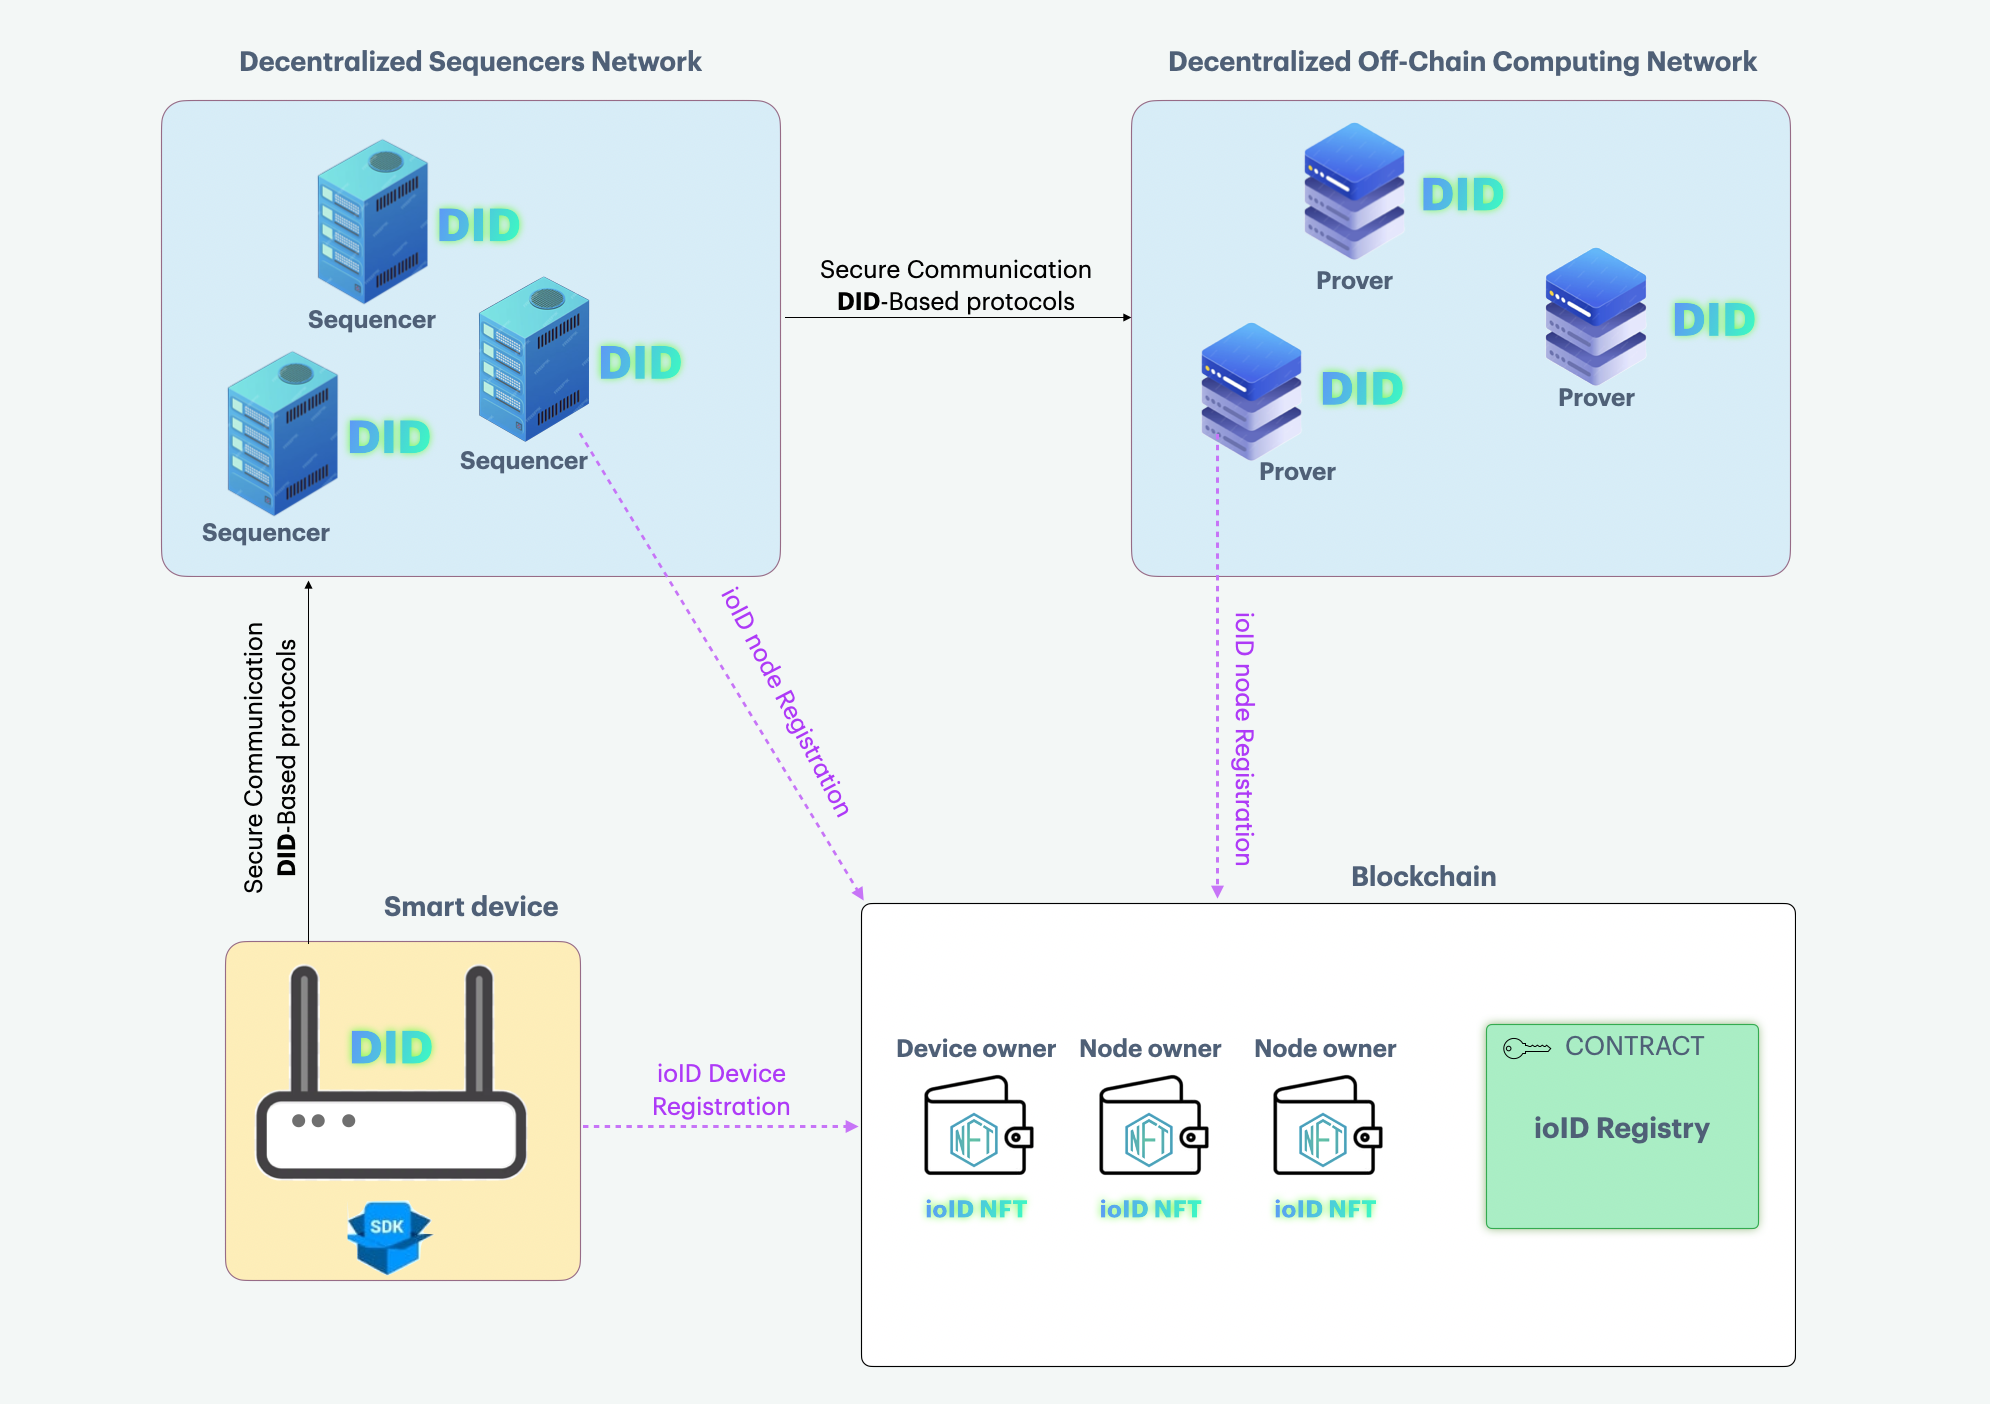 Decentralized Sequencers Network
Decentralized Off-Chain Computing Network
DID
Sequencer
DID
Sequencer
DID
Sequencer
Secure Communication
DID-Based protocols
DID
Prover
DID
Prover
DID
Prover
ioID node Registration
ioID node Registration
Secure Communication
DID-Based protocols
Smart device
DID
SDK
ioID Device
Registration
Blockchain
Device owner
NFT
ioID NFT
Node owner
NFT
ioID NFT
Node owner
NFT
ioID NFT
CONTRACT
ioID Registry